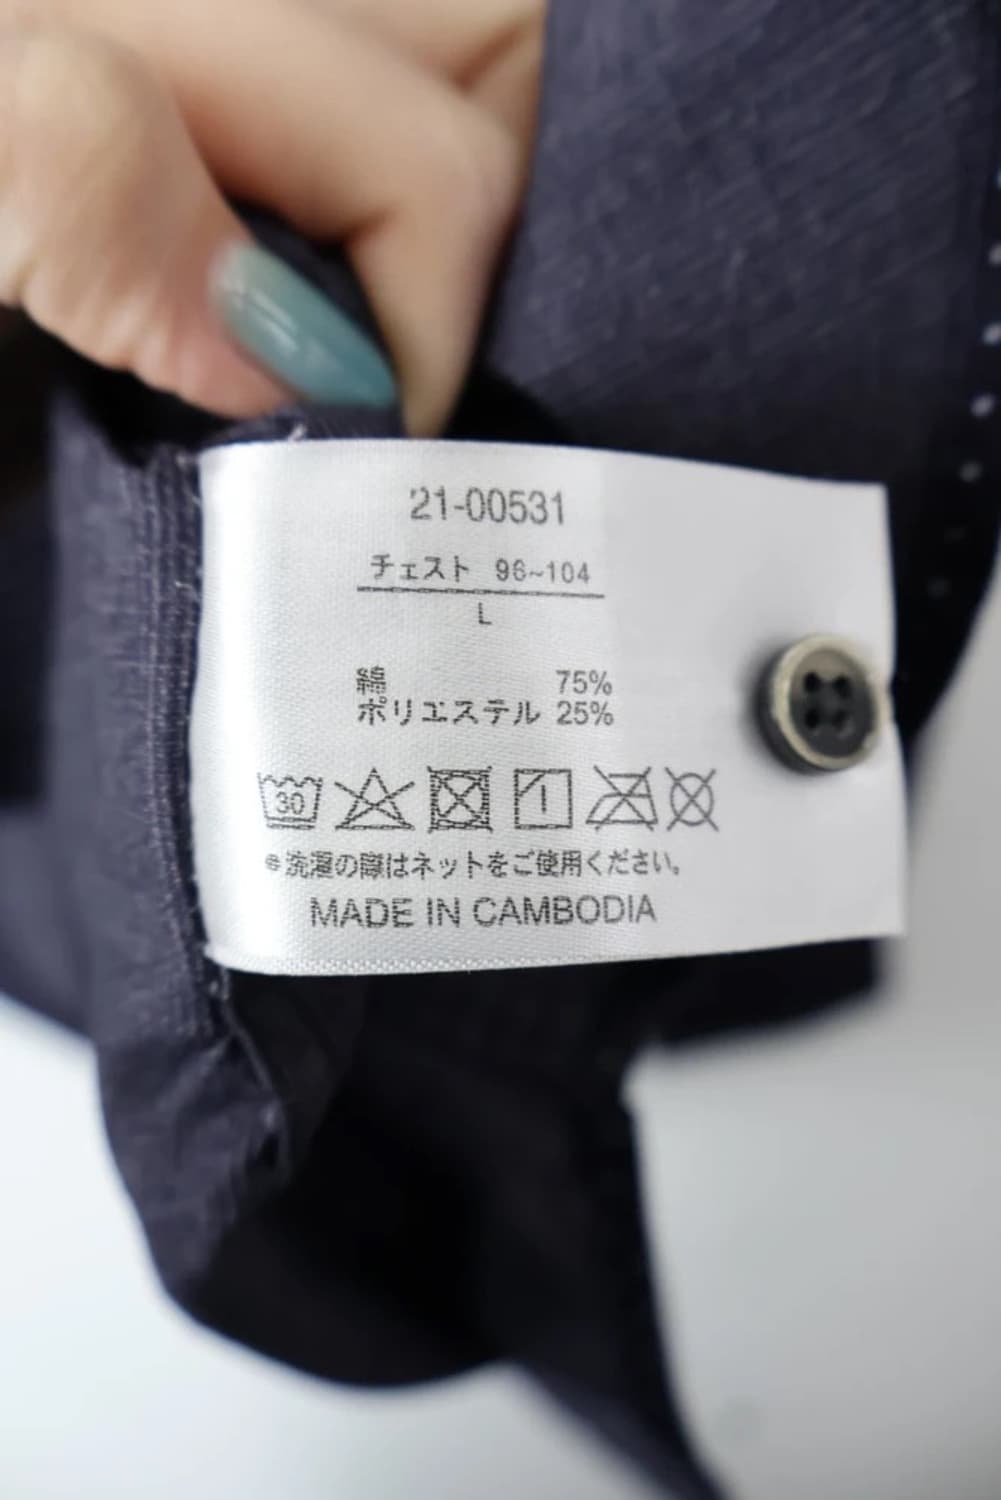 21-00531
チェスト 96~104
L
綿 75%
ポリエステル 25%
30
※洗濯の際はネットをご使用ください。
MADE IN CAMBODIA